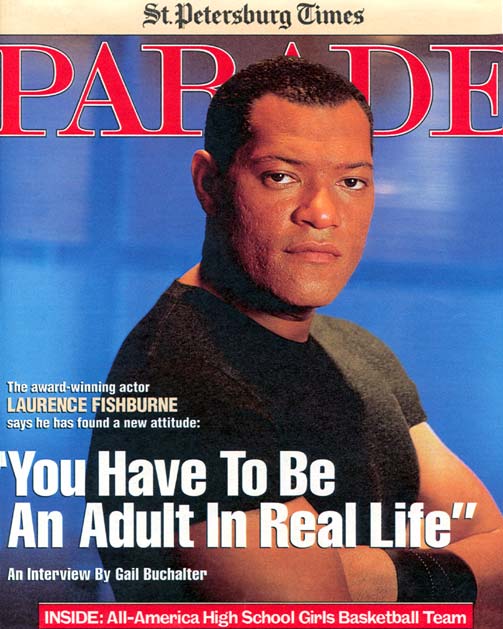 St. Petersburg Times
PARADE
The award-winning actor
LAURENCE FISHBURNE
says he has found a new attitude:
"You Have To Be
An Adult In Real Life"
An Interview By Gail Buchalter
INSIDE: All-America High School Girls Basketball Team